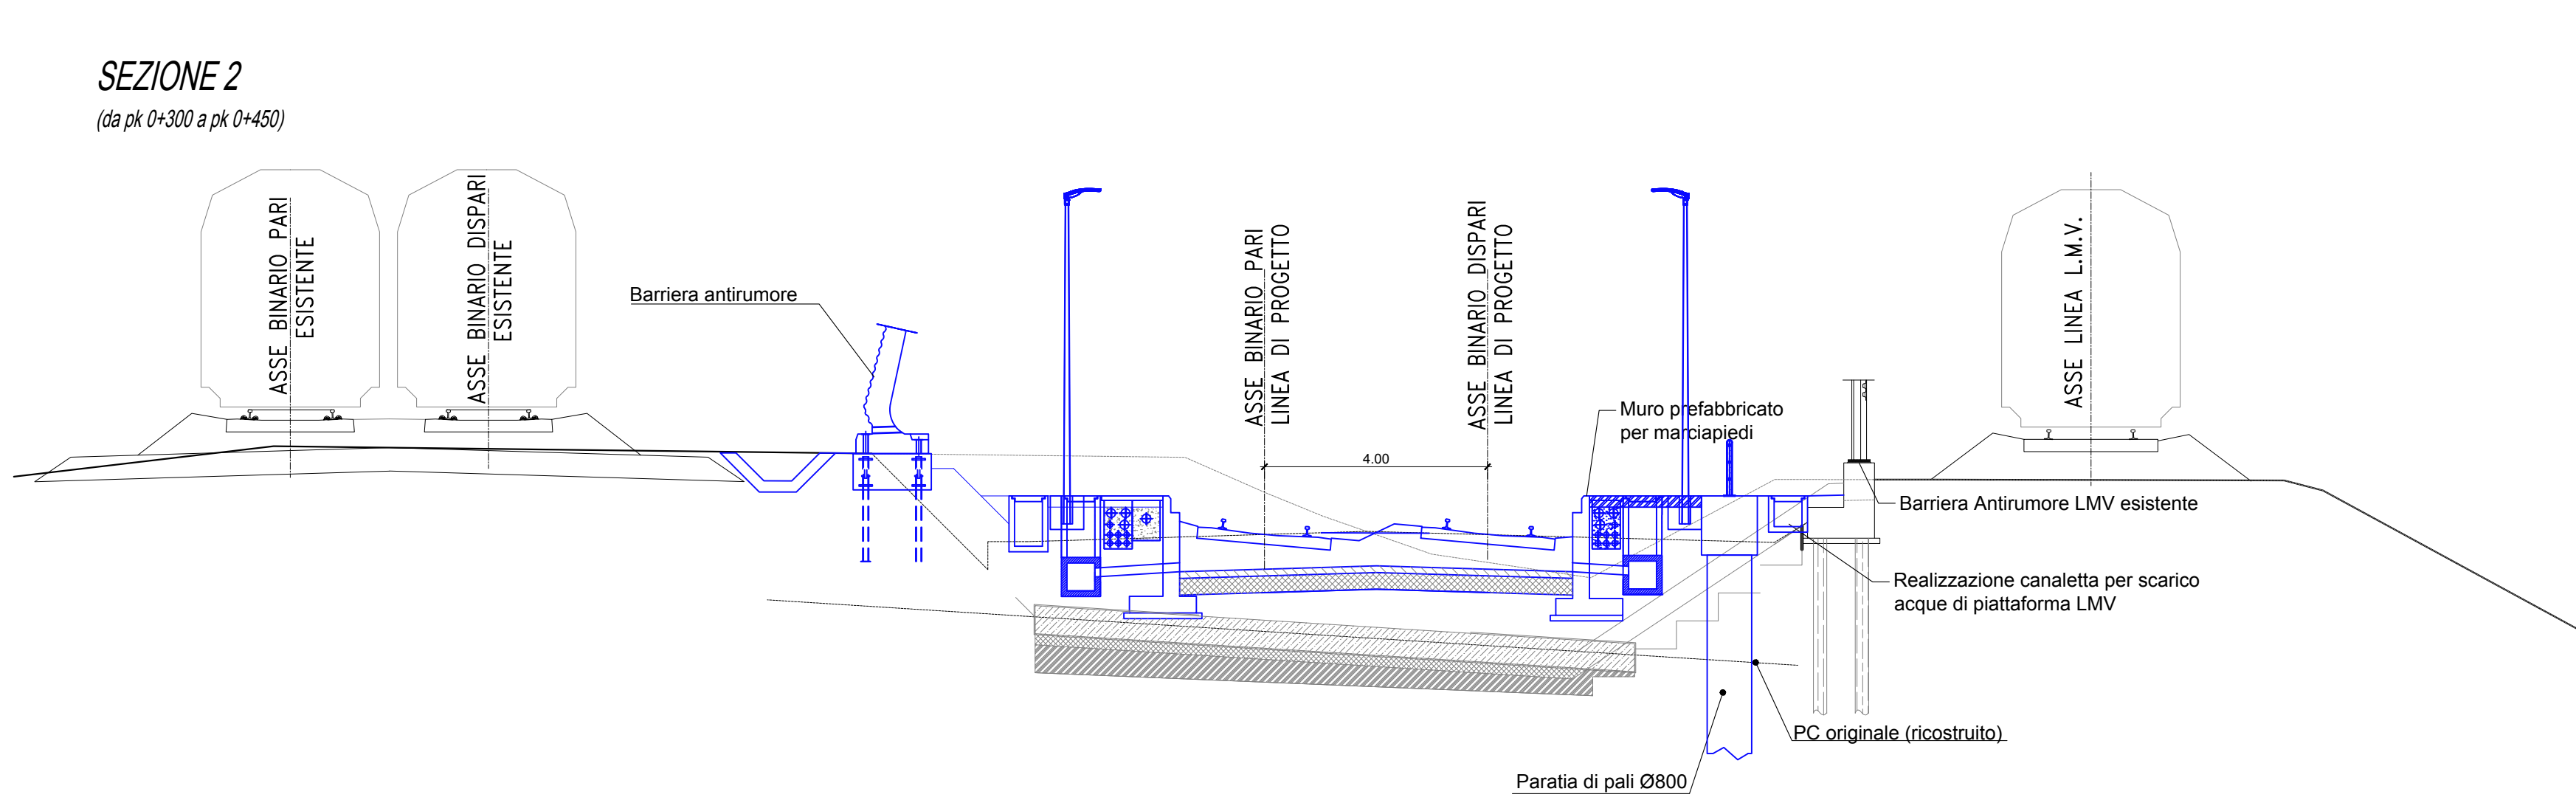 SEZIONE 2
(da pk 0+300 a pk 0+450)
ASSE BINARIO PARI
ESISTENTE
ASSE BINARIO DISPARI
ESISTENTE
Barriera antirumore
ASSE BINARIO PARI
LINEA DI PROGETTO
ASSE BINARIO DISPARI
LINEA DI PROGETTO
4.00
Muro prefabbricato
per marciapiedi
ASSE LINEA L.M.V.
Barriera Antirumore LMV esistente
Realizzazione canaletta per scarico
acque di piattaforma LMV
PC originale (ricostruito)
Paratia di pali Ø800